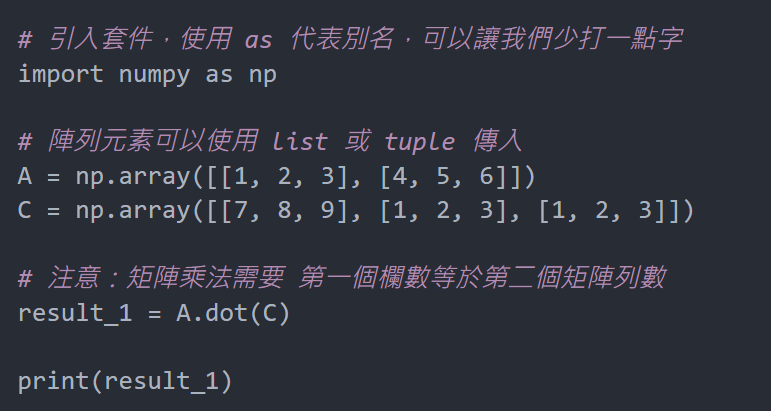 # 引入套件，使用 as 代表別名，可以讓我們少打一點字
import numpy as np
# 陣列元素可以使用 list 或 tuple 傳入
A = np.array([[1, 2, 3], [4, 5, 6]])
C = np.array([[7, 8, 9], [1, 2, 3], [1, 2, 3]])
# 注意：矩陣乘法需要 第一個欄數等於第二個矩陣列數
result_1 = A.dot(C)
print(result_1)